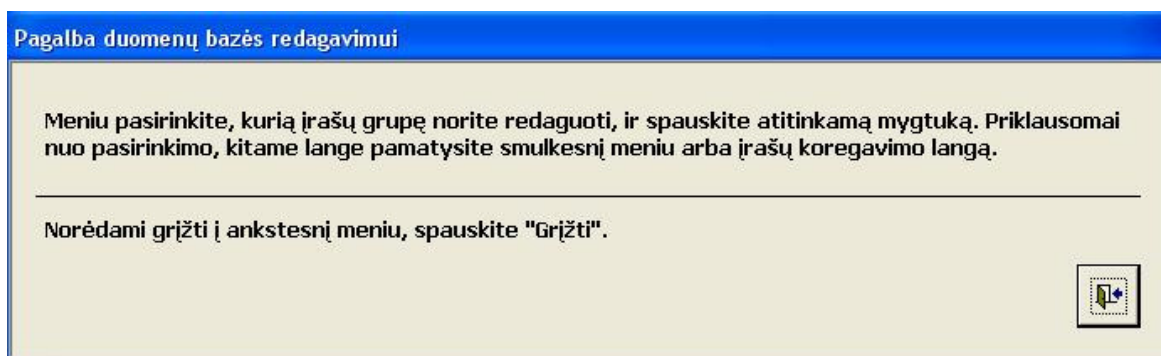 Pagalba duomenų bazės redagavimui
Meniu pasirinkite, kurią įrašų grupę norite redaguoti, ir spauskite atitinkamą mygtuką. Priklausomai
nuo pasirinkimo, kitame lange pamatysite smulkesnį meniu arba įrašų koregavimo langą.
Norėdami grįžti į ankstesnį meniu, spauskite "Grįžti".